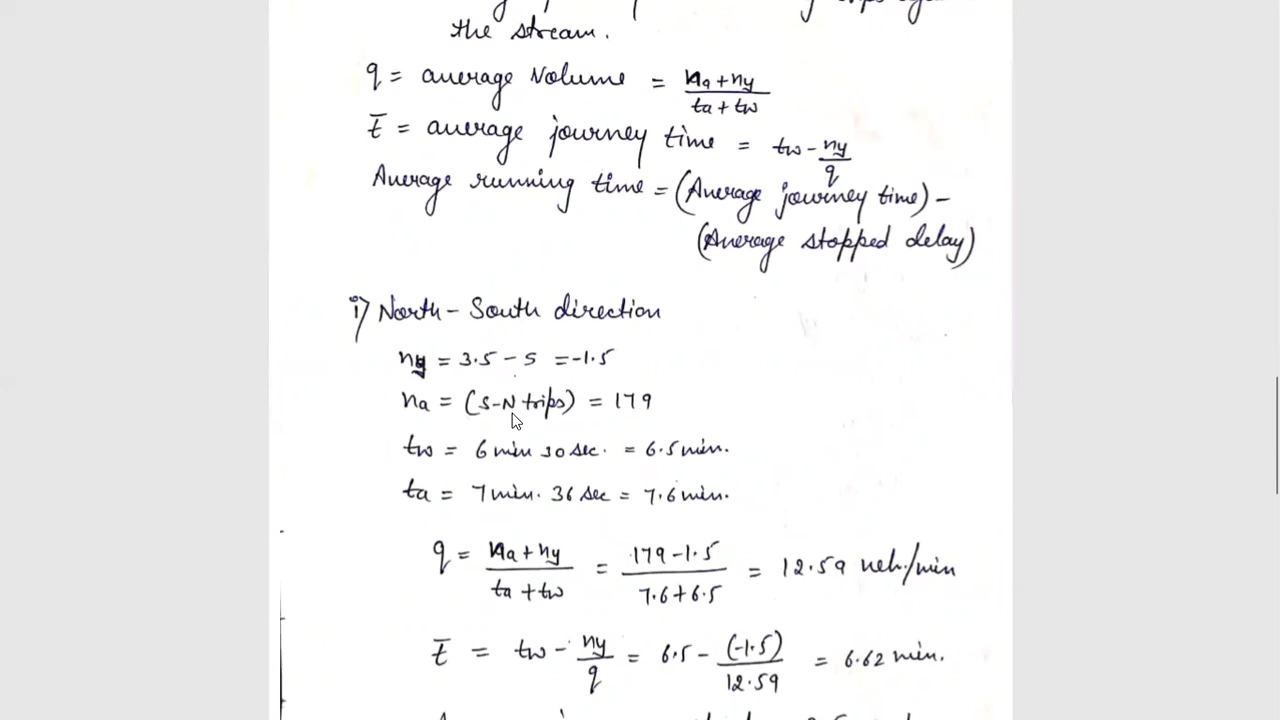 the stream.
q = average Volume = na + ny / ta + tw
t̄ = average journey time = tw - ny / q
Average running time = (Average journey time) -
(Average stopped delay)
i) North - South direction
ny = 3.5 - 5 = -1.5
na = (S-N trips) = 179
tw = 6 min 30 sec. = 6.5 min.
ta = 7 min. 36 sec = 7.6 min.
q = na + ny / ta + tw = 179 - 1.5 / 7.6 + 6.5 = 12.59 veh./min
t̄ = tw - ny / q = 6.5 - (-1.5) / 12.59 = 6.62 min.